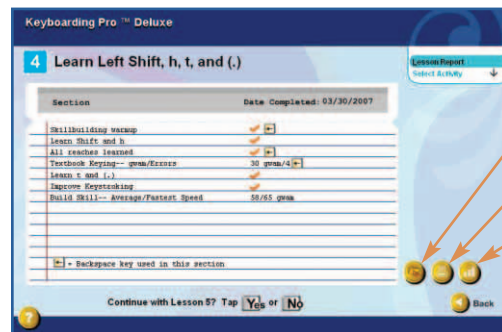 Keyboarding Pro ™ Deluxe
4 Learn Left Shift, h, t, and (.)
Lesson Report
Select Activity
Section Date Completed: 03/30/2007
Skillbuilding warmup
Learn Shift and h
All reaches learned
Textbook Keying-- gwam/Errors 30 gwam/4
Learn t and (.)
Improve Keystroking
Build Skill-- Average/Fastest Speed 58/65 gwam
= Backspace key used in this section
Continue with Lesson 5? Tap Yes or No
Back
?